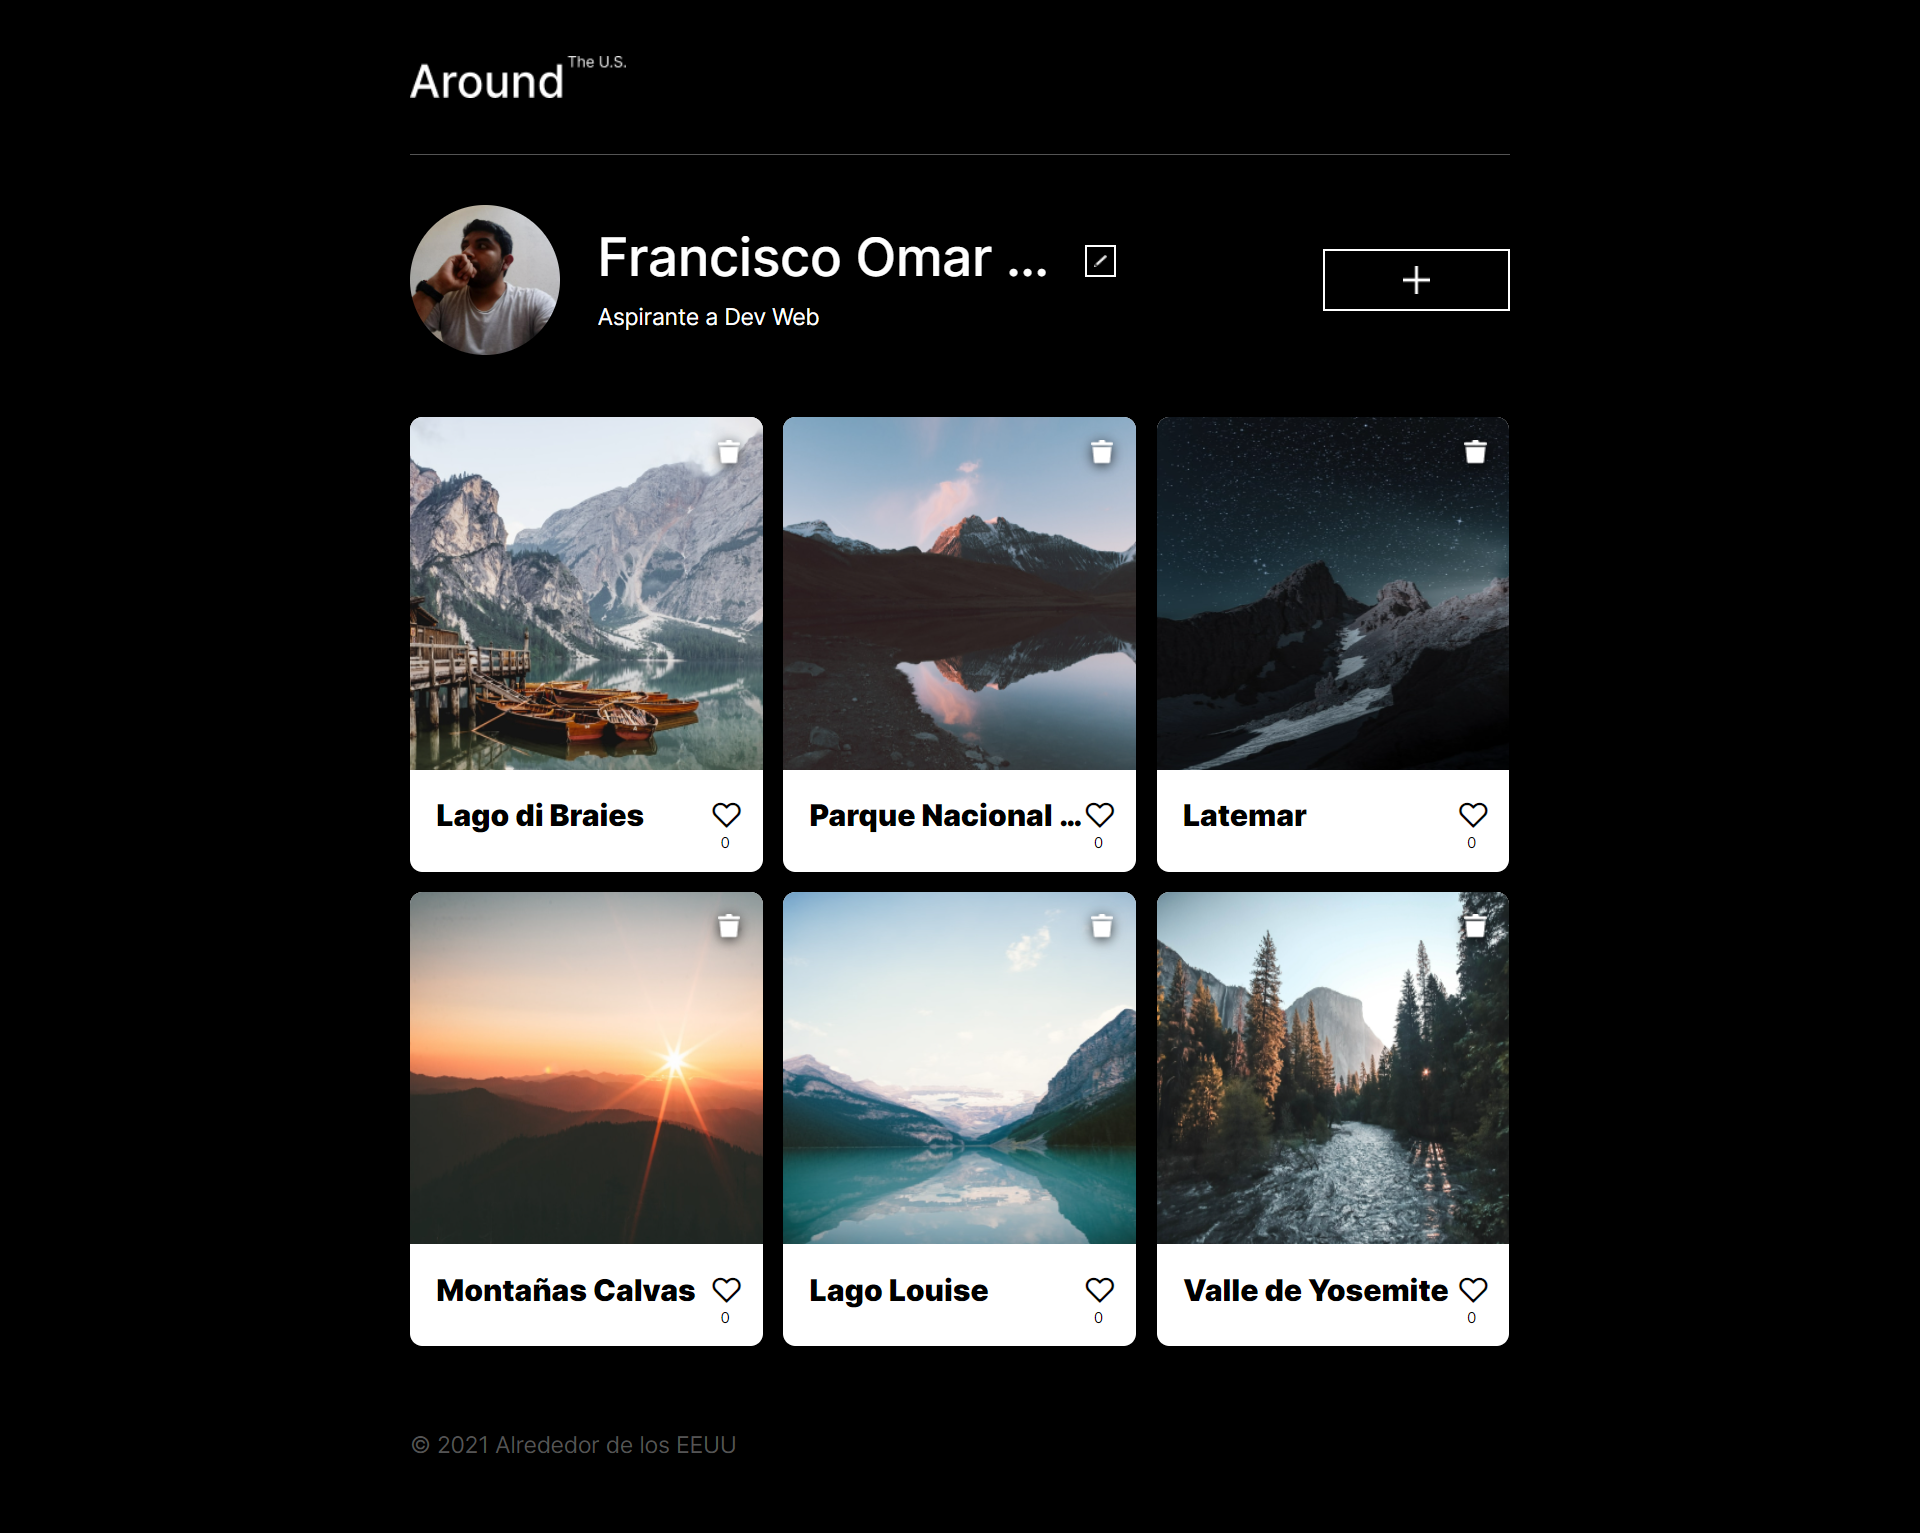 Around The U.S.
Francisco Omar ...
Aspirante a Dev Web
Lago di Braies
0
Parque Nacional ...
0
Latemar
0
Montañas Calvas
0
Lago Louise
0
Valle de Yosemite
0
© 2021 Alrededor de los EEUU